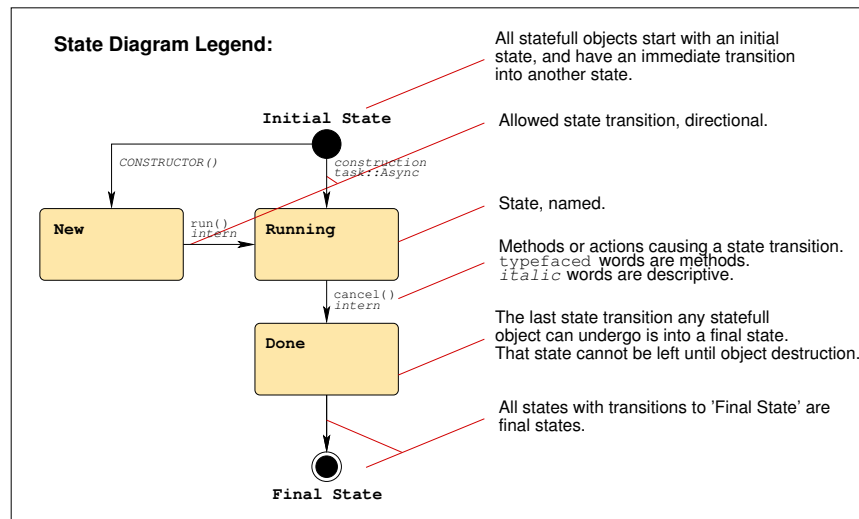 State Diagram Legend:
All statefull objects start with an initial
state, and have an immediate transition
into another state.
Initial State
Allowed state transition, directional.
CONSTRUCTOR()
construction
task::Async
New
run()
intern
Running
State, named.
Methods or actions causing a state transition.
typefaced words are methods.
italic words are descriptive.
cancel()
intern
The last state transition any statefull
object can undergo is into a final state.
That state cannot be left until object destruction.
Done
All states with transitions to 'Final State' are
final states.
Final State